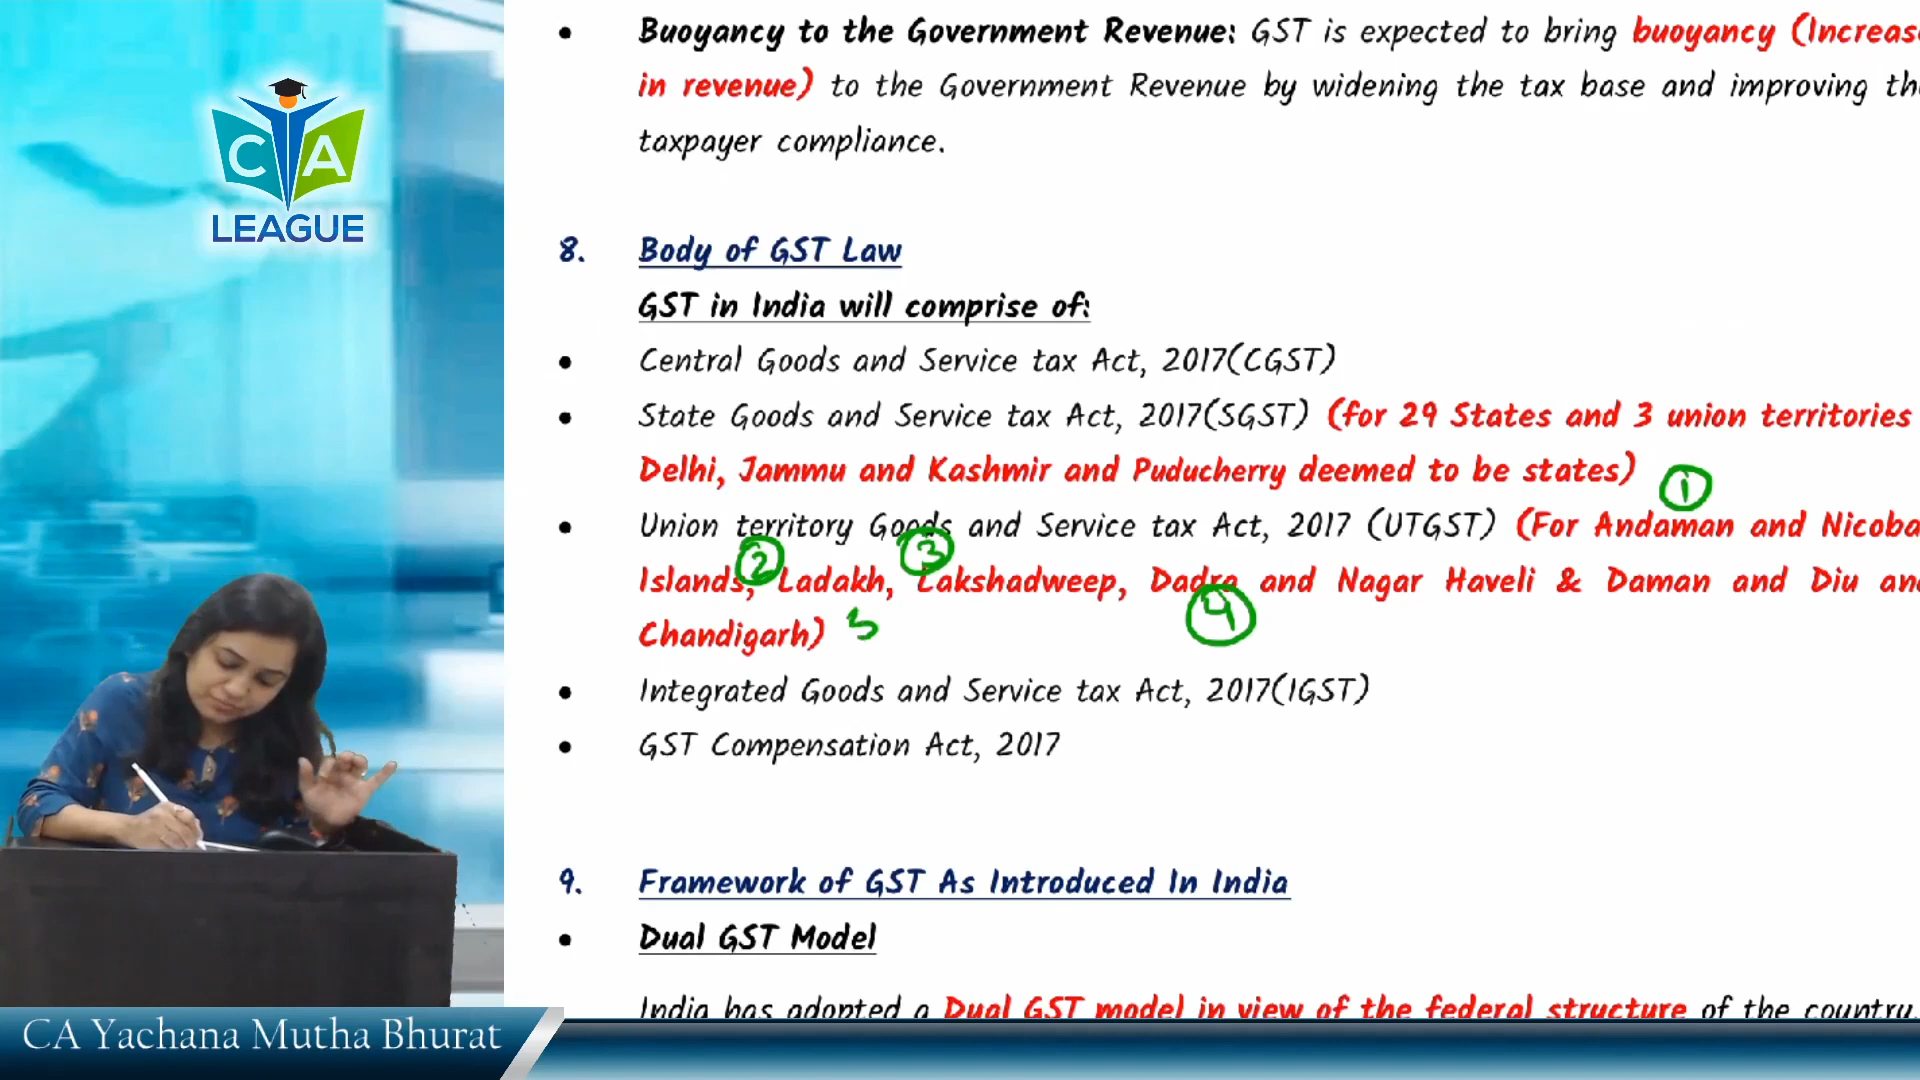 • Buoyancy to the Government Revenue: GST is expected to bring buoyancy (Increas
in revenue) to the Government Revenue by widening the tax base and improving th
taxpayer compliance.
CA
LEAGUE
8. Body of GST Law
GST in India will comprise of:
• Central Goods and Service tax Act, 2017(CGST)
• State Goods and Service tax Act, 2017(SGST) (for 29 States and 3 union territories
Delhi, Jammu and Kashmir and Puducherry deemed to be states)
1
• Union territory Goods and Service tax Act, 2017 (UTGST) (For Andaman and Nicoba
2 3
Islands, Ladakh, Lakshadweep, Dadra and Nagar Haveli & Daman and Diu an
4
Chandigarh)
• Integrated Goods and Service tax Act, 2017(IGST)
• GST Compensation Act, 2017
9. Framework of GST As Introduced In India
• Dual GST Model
India has adopted a Dual GST model in view of the federal structure of the country.
CA Yachana Mutha Bhurat